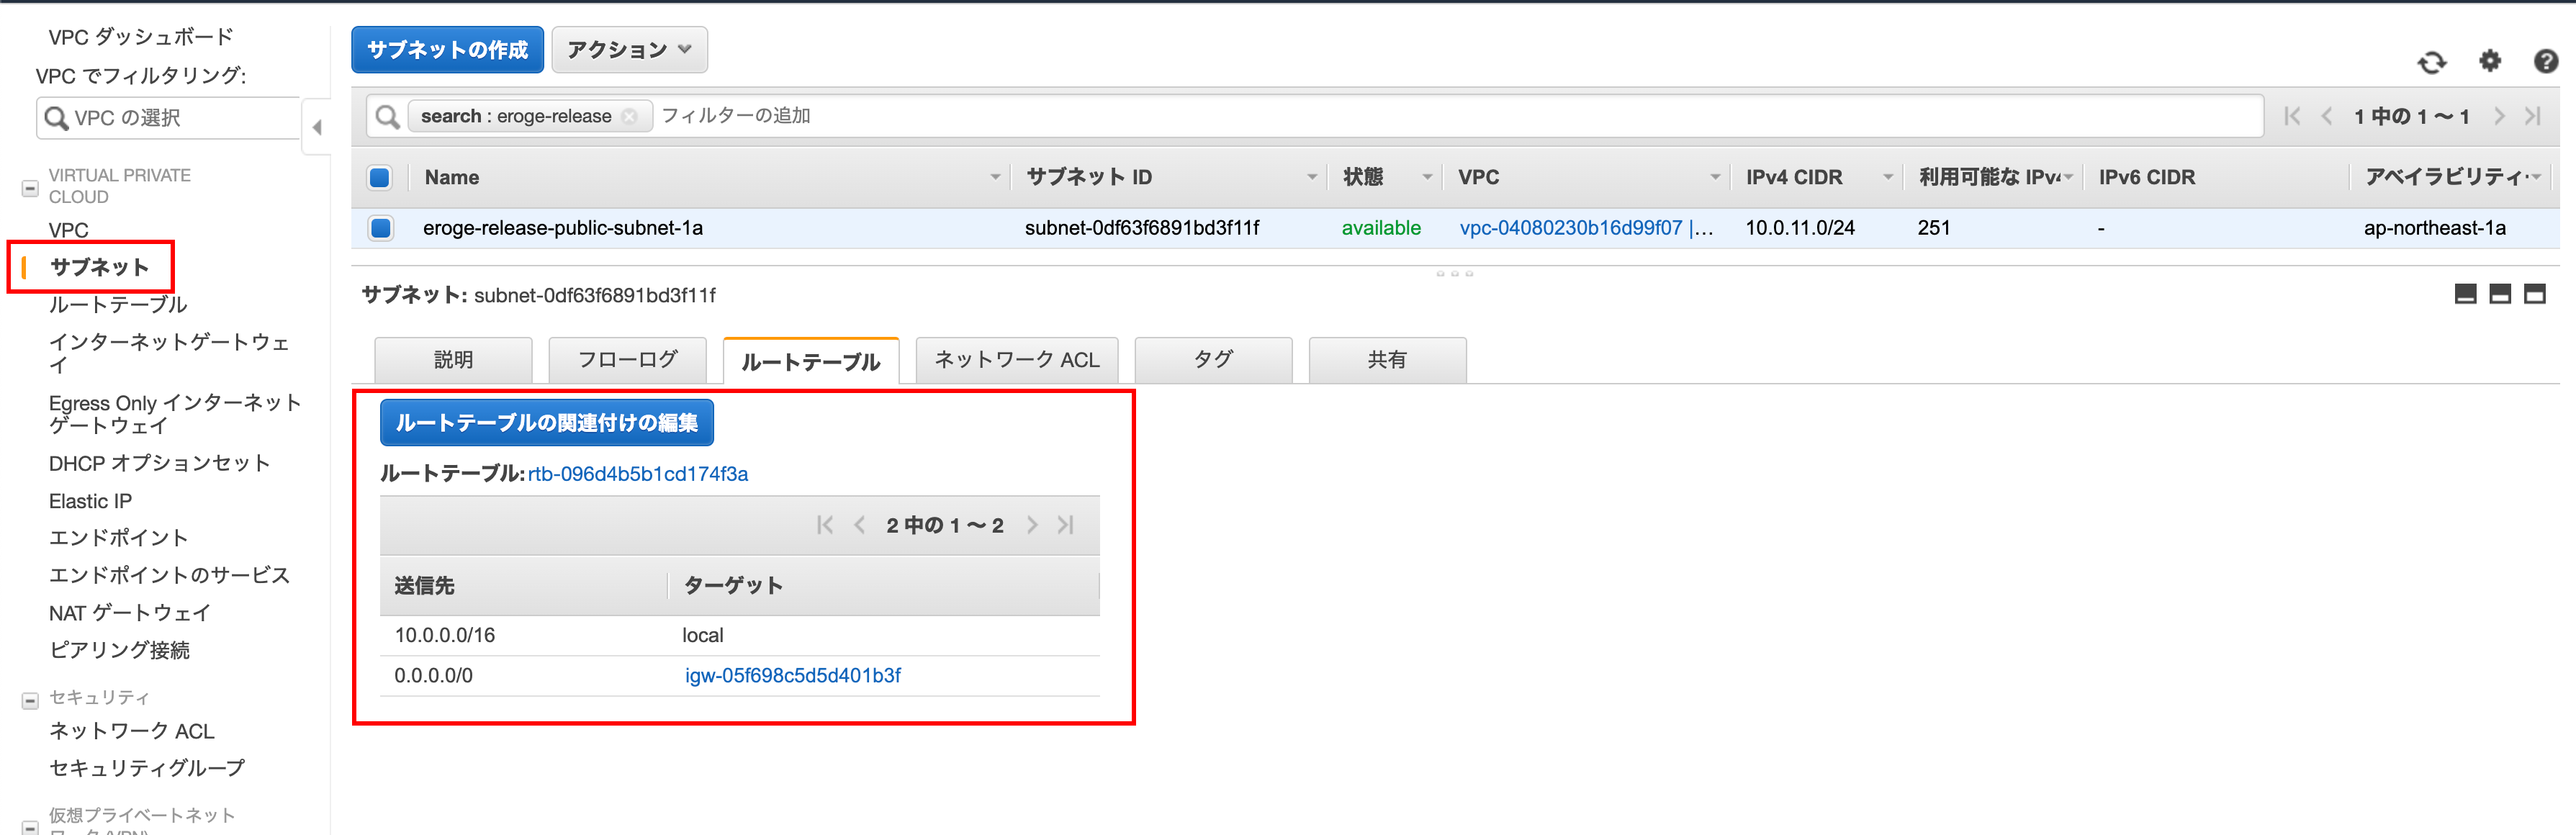 VPC ダッシュボード
VPC でフィルタリング:
VPC の選択
VIRTUAL PRIVATE
CLOUD
VPC
サブネット
ルートテーブル
インターネットゲートウェ
イ
Egress Only インターネット
ゲートウェイ
DHCP オプションセット
Elastic IP
エンドポイント
エンドポイントのサービス
NAT ゲートウェイ
ピアリング接続
セキュリティ
ネットワーク ACL
セキュリティグループ
仮想プライベートネット
ワーク (VPN)
サブネットの作成 アクション
search : eroge-release フィルターの追加 1 中の 1 〜 1
Name サブネット ID 状態 VPC IPv4 CIDR 利用可能な IPv4 IPv6 CIDR アベイラビリティ
eroge-release-public-subnet-1a subnet-0df63f6891bd3f11f available vpc-04080230b16d99f07 |... 10.0.11.0/24 251 - ap-northeast-1a
サブネット: subnet-0df63f6891bd3f11f
説明 フローログ ルートテーブル ネットワーク ACL タグ 共有
ルートテーブルの関連付けの編集
ルートテーブル: rtb-096d4b5b1cd174f3a
2 中の 1 〜 2
送信先 ターゲット
10.0.0.0/16 local
0.0.0.0/0 igw-05f698c5d5d401b3f